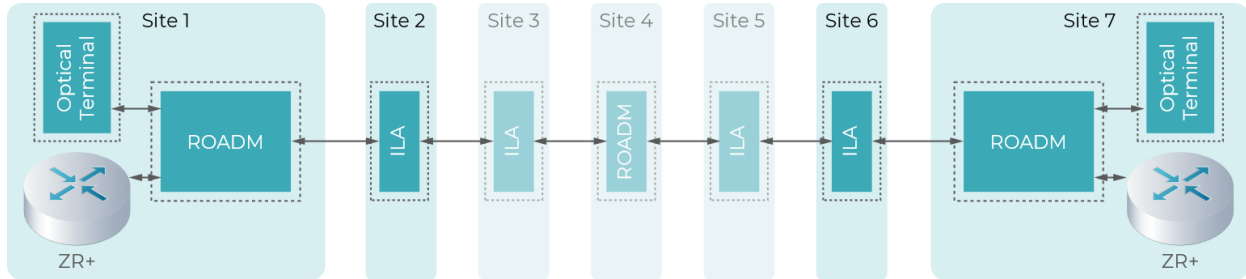 Site 1
Optical
Terminal
ROADM
ZR+
Site 2
ILA
Site 3
ILA
Site 4
ROADM
Site 5
ILA
Site 6
ILA
Site 7
ROADM
Optical
Terminal
ZR+